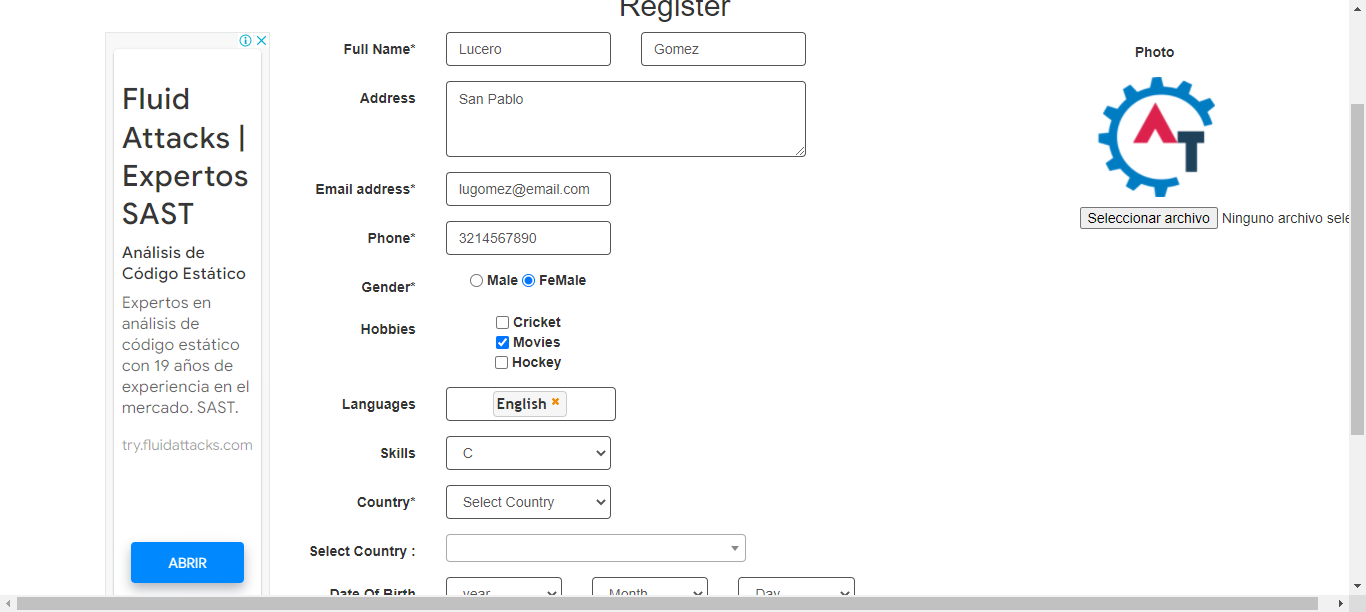 Register
Fluid
Attacks |
Expertos
SAST
Análisis de
Código Estático
Expertos en
análisis de
código estático
con 19 años de
experiencia en el
mercado. SAST.
try.fluidattacks.com
ABRIR
Full Name* Lucero Gomez
Address San Pablo
Email address* lugomez@email.com
Phone* 3214567890
Gender* Male FeMale
Hobbies Cricket
Movies
Hockey
Languages English
Skills C
Country* Select Country
Select Country :
Date Of Birth year Month Day
Photo
AT
Seleccionar archivo Ninguno archivo sele